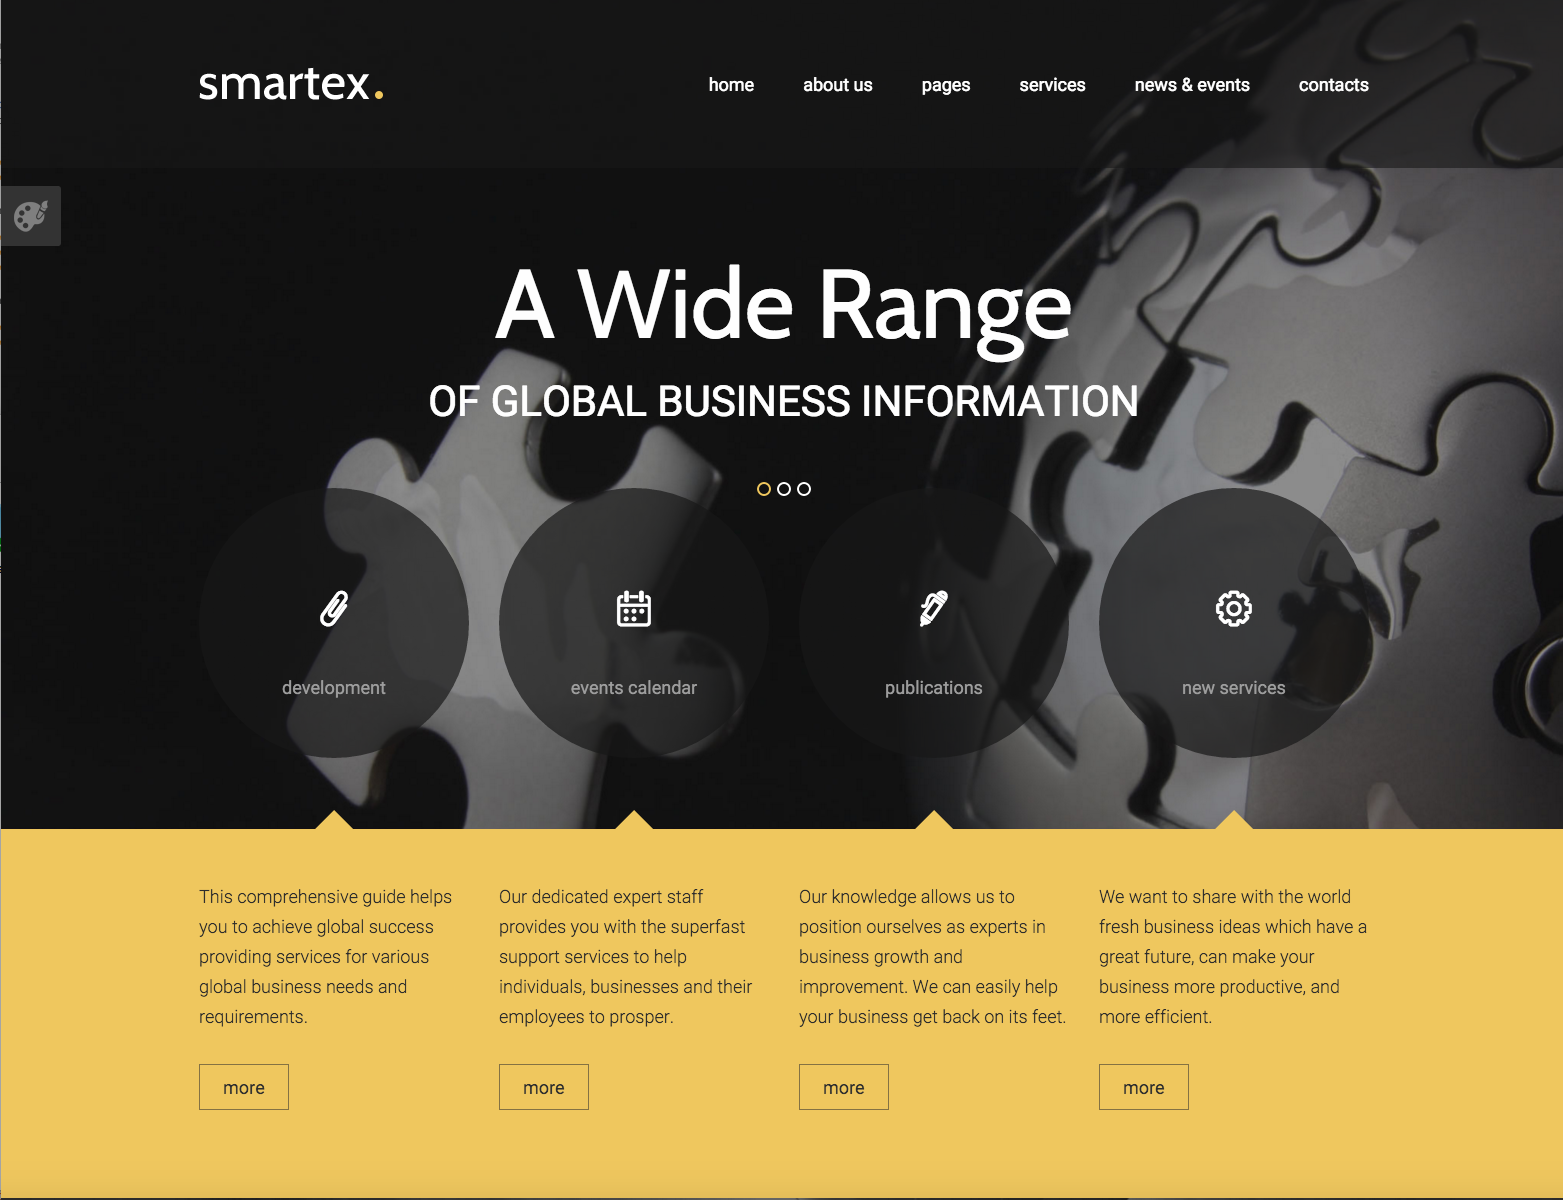 smartex.
home about us pages services news & events contacts
A Wide Range
OF GLOBAL BUSINESS INFORMATION
development
events calendar
publications
new services
This comprehensive guide helps
you to achieve global success
providing services for various
global business needs and
requirements.
more
Our dedicated expert staff
provides you with the superfast
support services to help
individuals, businesses and their
employees to prosper.
more
Our knowledge allows us to
position ourselves as experts in
business growth and
improvement. We can easily help
your business get back on its feet.
more
We want to share with the world
fresh business ideas which have a
great future, can make your
business more productive, and
more efficient.
more